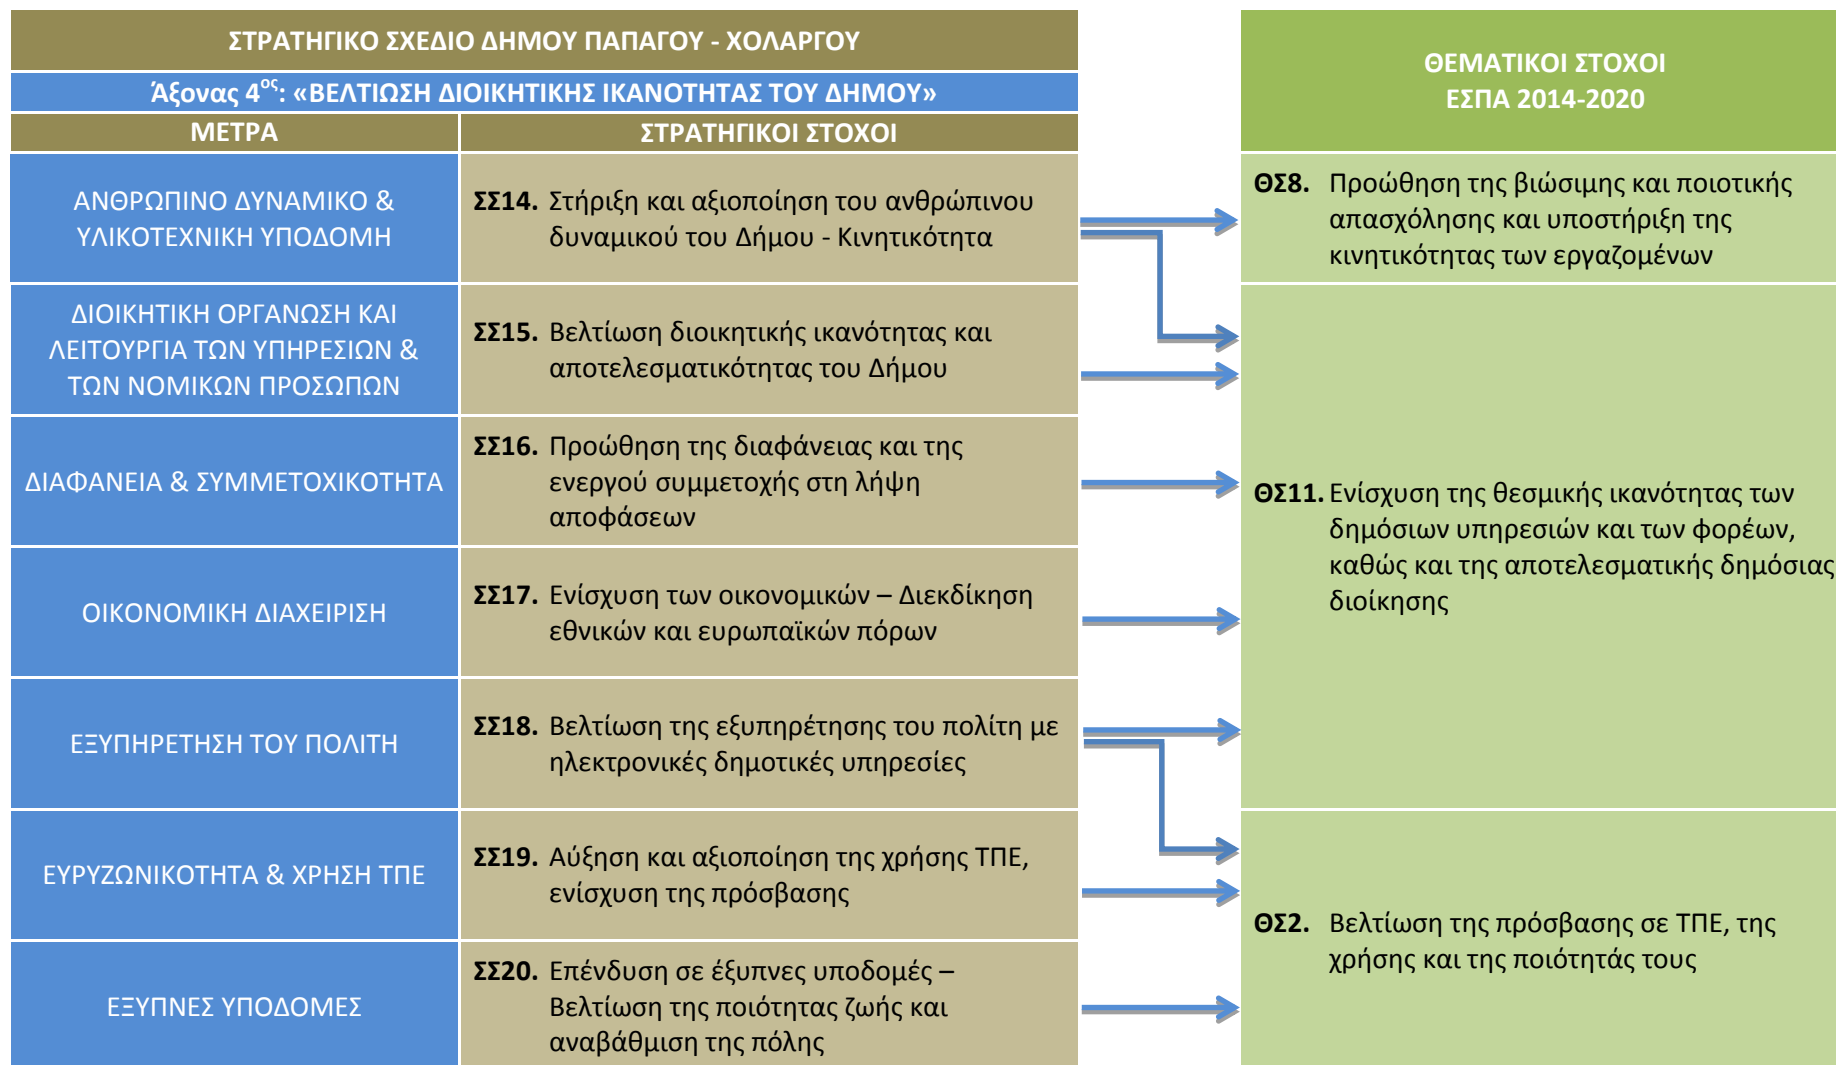 ΣΤΡΑΤΗΓΙΚΟ ΣΧΕΔΙΟ ΔΗΜΟΥ ΠΑΠΑΓΟΥ - ΧΟΛΑΡΓΟΥ
Άξονας 4ος: «ΒΕΛΤΙΩΣΗ ΔΙΟΙΚΗΤΙΚΗΣ ΙΚΑΝΟΤΗΤΑΣ ΤΟΥ ΔΗΜΟΥ»
ΜΕΤΡΑ
ΣΤΡΑΤΗΓΙΚΟΙ ΣΤΟΧΟΙ
ΘΕΜΑΤΙΚΟΙ ΣΤΟΧΟΙ
ΕΣΠΑ 2014-2020
ΑΝΘΡΩΠΙΝΟ ΔΥΝΑΜΙΚΟ &
ΥΛΙΚΟΤΕΧΝΙΚΗ ΥΠΟΔΟΜΗ
ΣΣ14. Στήριξη και αξιοποίηση του ανθρώπινου
δυναμικού του Δήμου - Κινητικότητα
ΔΙΟΙΚΗΤΙΚΗ ΟΡΓΑΝΩΣΗ ΚΑΙ
ΛΕΙΤΟΥΡΓΙΑ ΤΩΝ ΥΠΗΡΕΣΙΩΝ &
ΤΩΝ ΝΟΜΙΚΩΝ ΠΡΟΣΩΠΩΝ
ΣΣ15. Βελτίωση διοικητικής ικανότητας και
αποτελεσματικότητας του Δήμου
ΔΙΑΦΑΝΕΙΑ & ΣΥΜΜΕΤΟΧΙΚΟΤΗΤΑ
ΣΣ16. Προώθηση της διαφάνειας και της
ενεργού συμμετοχής στη λήψη
αποφάσεων
ΟΙΚΟΝΟΜΙΚΗ ΔΙΑΧΕΙΡΙΣΗ
ΣΣ17. Ενίσχυση των οικονομικών – Διεκδίκηση
εθνικών και ευρωπαϊκών πόρων
ΕΞΥΠΗΡΕΤΗΣΗ ΤΟΥ ΠΟΛΙΤΗ
ΣΣ18. Βελτίωση της εξυπηρέτησης του πολίτη με
ηλεκτρονικές δημοτικές υπηρεσίες
ΕΥΡΥΖΩΝΙΚΟΤΗΤΑ & ΧΡΗΣΗ ΤΠΕ
ΣΣ19. Αύξηση και αξιοποίηση της χρήσης ΤΠΕ,
ενίσχυση της πρόσβασης
ΕΞΥΠΝΕΣ ΥΠΟΔΟΜΕΣ
ΣΣ20. Επένδυση σε έξυπνες υποδομές –
Βελτίωση της ποιότητας ζωής και
αναβάθμιση της πόλης
ΘΣ8. Προώθηση της βιώσιμης και ποιοτικής
απασχόλησης και υποστήριξη της
κινητικότητας των εργαζομένων
ΘΣ11. Ενίσχυση της θεσμικής ικανότητας των
δημόσιων υπηρεσιών και των φορέων,
καθώς και της αποτελεσματικής δημόσιας
διοίκησης
ΘΣ2. Βελτίωση της πρόσβασης σε ΤΠΕ, της
χρήσης και της ποιότητάς τους